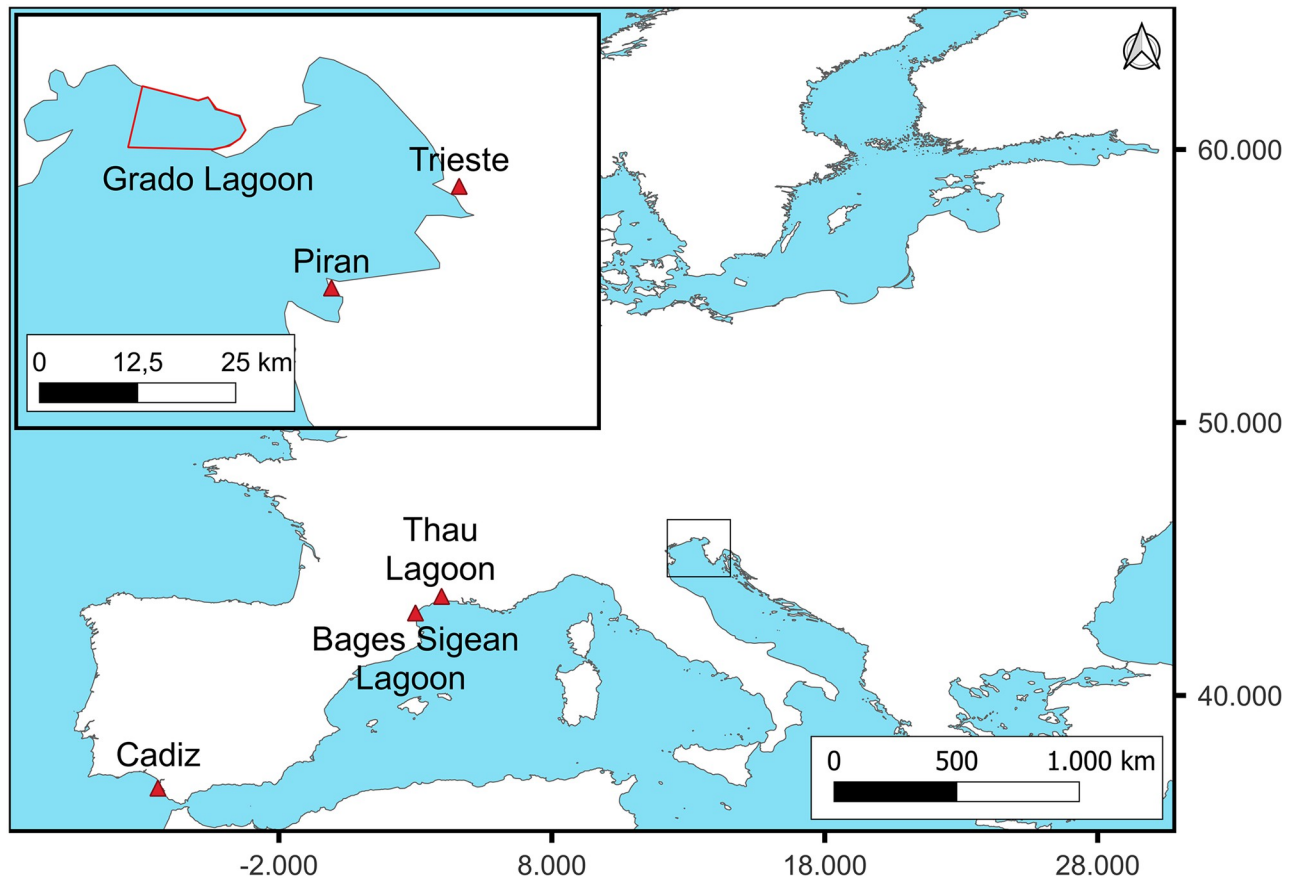 Trieste
Grado Lagoon
Piran
0 12,5 25 km
60.000
50.000
Thau
Lagoon
Bages Sigean
Lagoon
40.000
Cadiz
0 500 1.000 km
-2.000 8.000 18.000 28.000